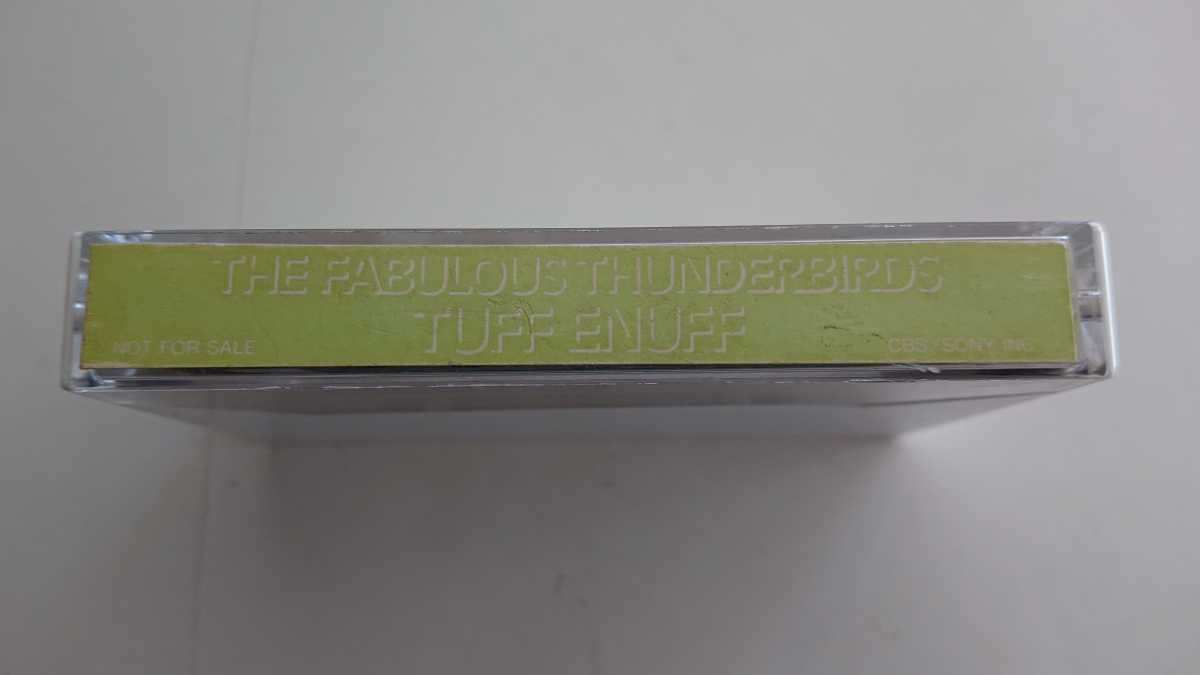 THE FABULOUS THUNDERBIRDS
TUFF ENUFF
NOT FOR SALE
CBS/SONY INC.